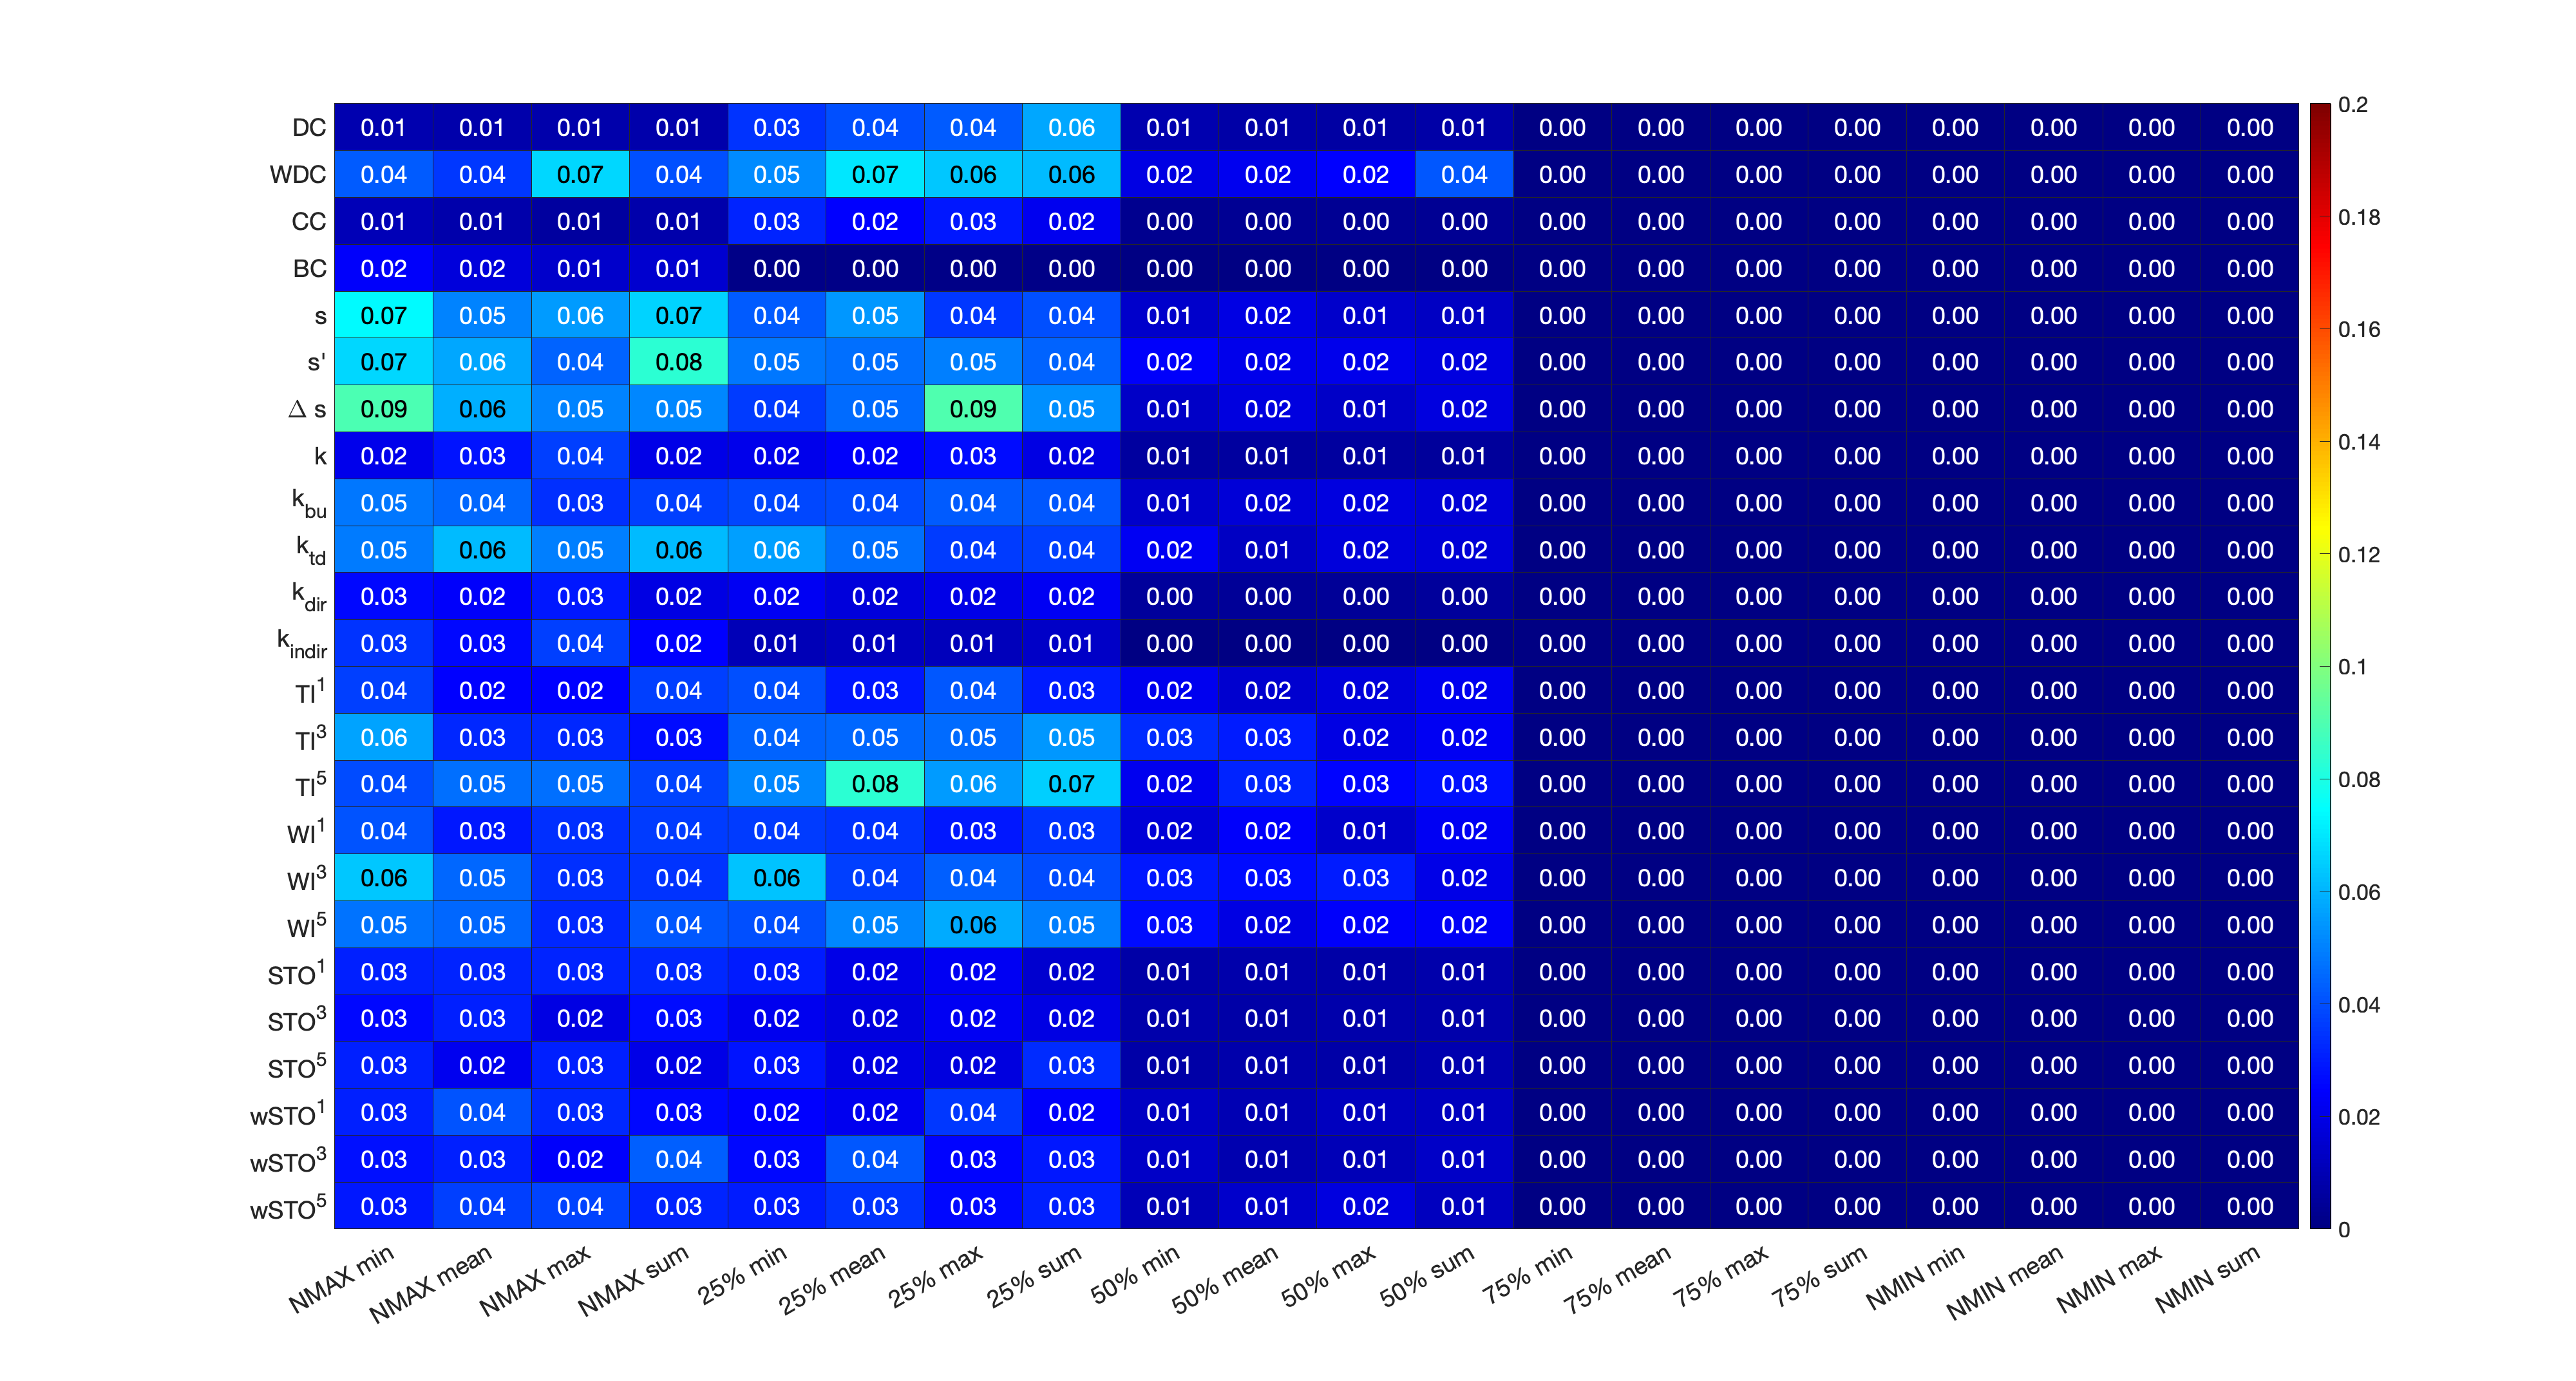 DC 0.01 0.01 0.01 0.01 0.03 0.04 0.04 0.06 0.01 0.01 0.01 0.01 0.00 0.00 0.00 0.00 0.00 0.00 0.00 0.00
WDC 0.04 0.04 0.07 0.04 0.05 0.07 0.06 0.06 0.02 0.02 0.02 0.04 0.00 0.00 0.00 0.00 0.00 0.00 0.00 0.00
CC 0.01 0.01 0.01 0.01 0.03 0.02 0.03 0.02 0.00 0.00 0.00 0.00 0.00 0.00 0.00 0.00 0.00 0.00 0.00 0.00
BC 0.02 0.02 0.01 0.01 0.00 0.00 0.00 0.00 0.00 0.00 0.00 0.00 0.00 0.00 0.00 0.00 0.00 0.00 0.00 0.00
s 0.07 0.05 0.06 0.07 0.04 0.05 0.04 0.04 0.01 0.02 0.01 0.01 0.00 0.00 0.00 0.00 0.00 0.00 0.00 0.00
s' 0.07 0.06 0.04 0.08 0.05 0.05 0.05 0.04 0.02 0.02 0.02 0.02 0.00 0.00 0.00 0.00 0.00 0.00 0.00 0.00
Δ s 0.09 0.06 0.05 0.05 0.04 0.05 0.09 0.05 0.01 0.02 0.01 0.02 0.00 0.00 0.00 0.00 0.00 0.00 0.00 0.00
k 0.02 0.03 0.04 0.02 0.02 0.02 0.03 0.02 0.01 0.01 0.01 0.01 0.00 0.00 0.00 0.00 0.00 0.00 0.00 0.00
k_bu 0.05 0.04 0.03 0.04 0.04 0.04 0.04 0.04 0.01 0.02 0.02 0.02 0.00 0.00 0.00 0.00 0.00 0.00 0.00 0.00
k_td 0.05 0.06 0.05 0.06 0.06 0.05 0.04 0.04 0.02 0.01 0.02 0.02 0.00 0.00 0.00 0.00 0.00 0.00 0.00 0.00
k_dir 0.03 0.02 0.03 0.02 0.02 0.02 0.02 0.02 0.00 0.00 0.00 0.00 0.00 0.00 0.00 0.00 0.00 0.00 0.00 0.00
k_indir 0.03 0.03 0.04 0.02 0.01 0.01 0.01 0.01 0.00 0.00 0.00 0.00 0.00 0.00 0.00 0.00 0.00 0.00 0.00 0.00
TI¹ 0.04 0.02 0.02 0.04 0.04 0.03 0.04 0.03 0.02 0.02 0.02 0.02 0.00 0.00 0.00 0.00 0.00 0.00 0.00 0.00
TI³ 0.06 0.03 0.03 0.03 0.04 0.05 0.05 0.05 0.03 0.03 0.02 0.02 0.00 0.00 0.00 0.00 0.00 0.00 0.00 0.00
TI⁵ 0.04 0.05 0.05 0.04 0.05 0.08 0.06 0.07 0.02 0.03 0.03 0.03 0.00 0.00 0.00 0.00 0.00 0.00 0.00 0.00
WI¹ 0.04 0.03 0.03 0.04 0.04 0.04 0.03 0.03 0.02 0.02 0.01 0.02 0.00 0.00 0.00 0.00 0.00 0.00 0.00 0.00
WI³ 0.06 0.05 0.03 0.04 0.06 0.04 0.04 0.04 0.03 0.03 0.03 0.02 0.00 0.00 0.00 0.00 0.00 0.00 0.00 0.00
WI⁵ 0.05 0.05 0.03 0.04 0.04 0.05 0.06 0.05 0.03 0.02 0.02 0.02 0.00 0.00 0.00 0.00 0.00 0.00 0.00 0.00
STO¹ 0.03 0.03 0.03 0.03 0.03 0.02 0.02 0.02 0.01 0.01 0.01 0.01 0.00 0.00 0.00 0.00 0.00 0.00 0.00 0.00
STO³ 0.03 0.03 0.02 0.03 0.02 0.02 0.02 0.02 0.01 0.01 0.01 0.01 0.00 0.00 0.00 0.00 0.00 0.00 0.00 0.00
STO⁵ 0.03 0.02 0.03 0.02 0.03 0.02 0.02 0.03 0.01 0.01 0.01 0.01 0.00 0.00 0.00 0.00 0.00 0.00 0.00 0.00
wSTO¹ 0.03 0.04 0.03 0.03 0.02 0.02 0.04 0.02 0.01 0.01 0.01 0.01 0.00 0.00 0.00 0.00 0.00 0.00 0.00 0.00
wSTO³ 0.03 0.03 0.02 0.04 0.03 0.04 0.03 0.03 0.01 0.01 0.01 0.01 0.00 0.00 0.00 0.00 0.00 0.00 0.00 0.00
wSTO⁵ 0.03 0.04 0.04 0.03 0.03 0.03 0.03 0.03 0.01 0.01 0.02 0.01 0.00 0.00 0.00 0.00 0.00 0.00 0.00 0.00
NMAX min NMAX mean NMAX max NMAX sum 25% min 25% mean 25% max 25% sum 50% min 50% mean 50% max 50% sum 75% min 75% mean 75% max 75% sum NMIN min NMIN mean NMIN max NMIN sum
0.2
0.18
0.16
0.14
0.12
0.1
0.08
0.06
0.04
0.02
0